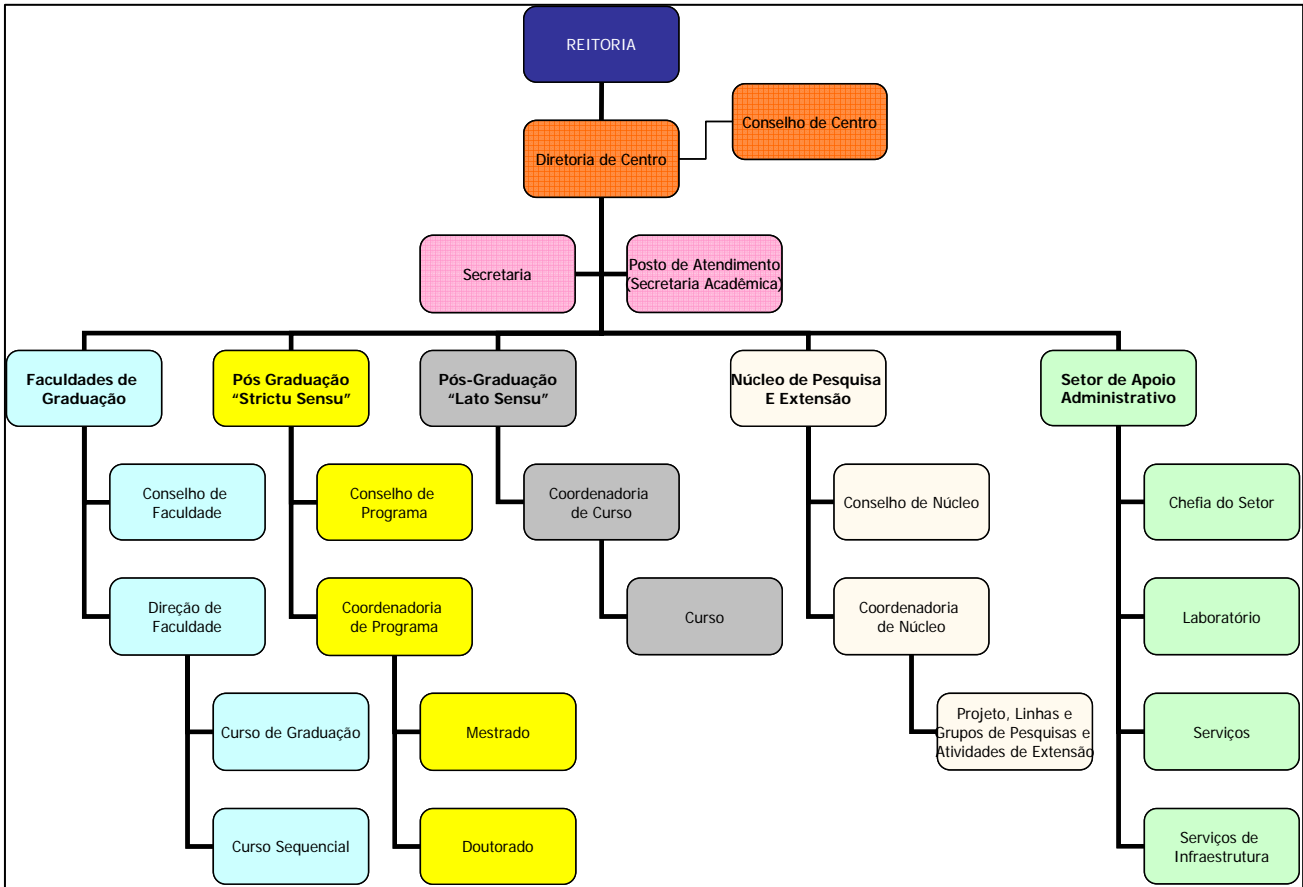 REITORIA
Conselho de Centro
Diretoria de Centro
Secretaria
Posto de Atendimento
(Secretaria Acadêmica)
Faculdades de
Graduação
Pós Graduação
“Strictu Sensu”
Pós-Graduação
“Lato Sensu”
Núcleo de Pesquisa
E Extensão
Setor de Apoio
Administrativo
Conselho de
Faculdade
Conselho de
Programa
Coordenadoria
de Curso
Conselho de Núcleo
Chefia do Setor
Direção de
Faculdade
Coordenadoria
de Programa
Curso
Coordenadoria
de Núcleo
Laboratório
Curso de Graduação
Mestrado
Projeto, Linhas e
Grupos de Pesquisas e
Atividades de Extensão
Serviços
Curso Sequencial
Doutorado
Serviços de
Infraestrutura